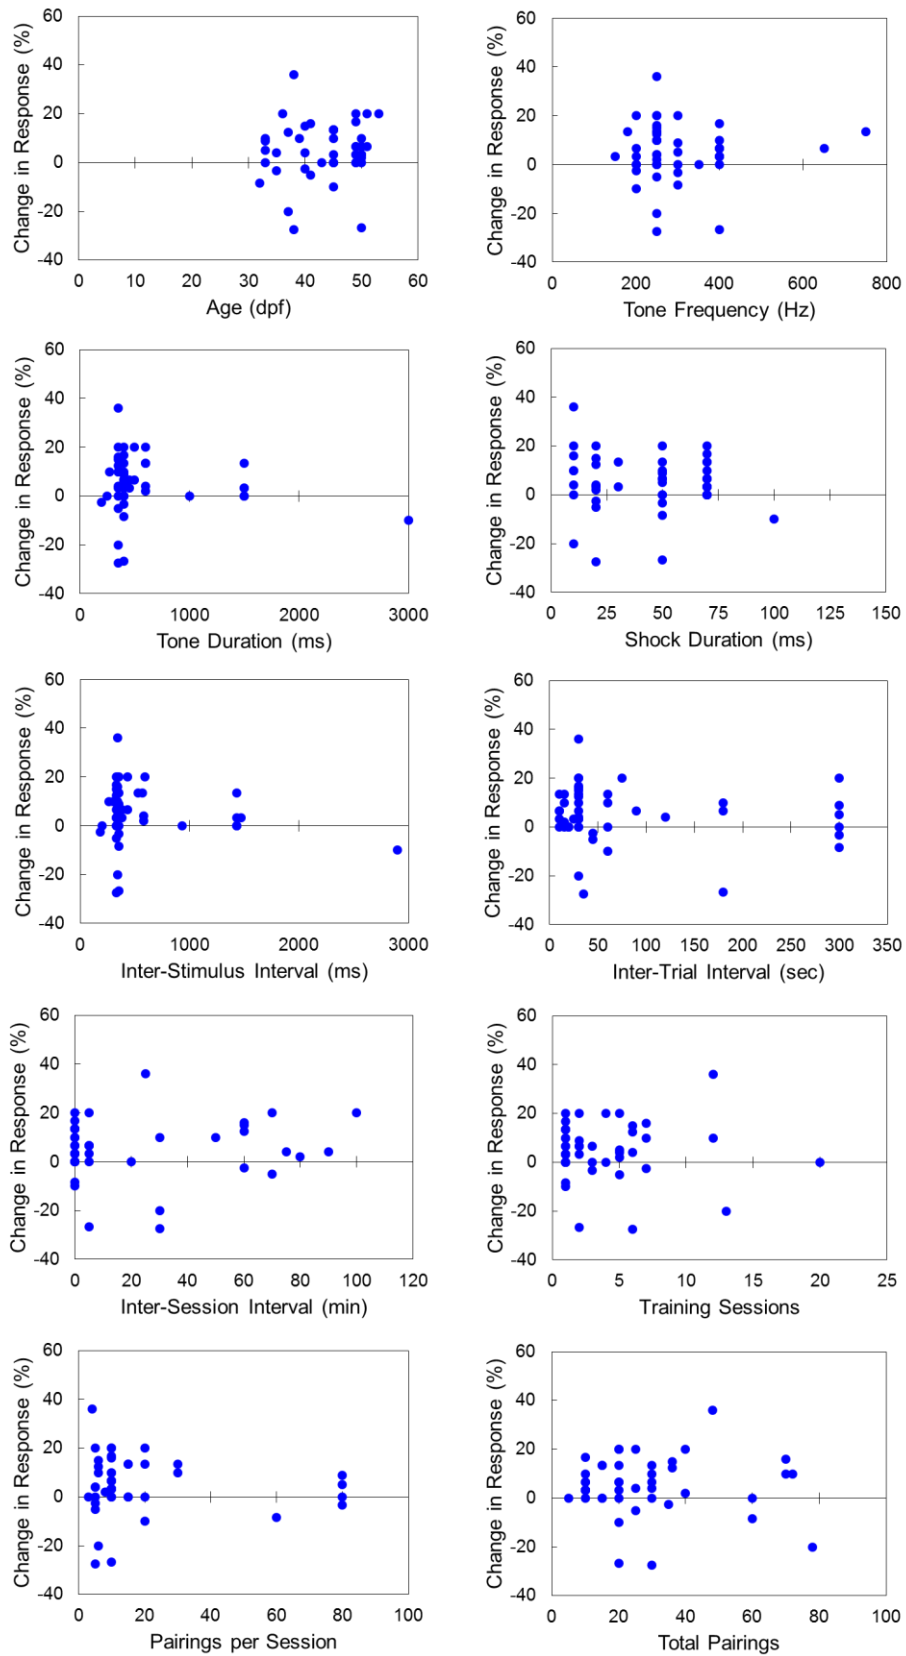 Change in Response (%)
60
40
20
0
-20
-40
0 10 20 30 40 50 60
Age (dpf)
Change in Response (%)
60
40
20
0
-20
-40
0 200 400 600 800
Tone Frequency (Hz)
Change in Response (%)
60
40
20
0
-20
-40
0 1000 2000 3000
Tone Duration (ms)
Change in Response (%)
60
40
20
0
-20
-40
0 25 50 75 100 125 150
Shock Duration (ms)
Change in Response (%)
60
40
20
0
-20
-40
0 1000 2000 3000
Inter-Stimulus Interval (ms)
Change in Response (%)
60
40
20
0
-20
-40
0 50 100 150 200 250 300 350
Inter-Trial Interval (sec)
Change in Response (%)
60
40
20
0
-20
-40
0 20 40 60 80 100 120
Inter-Session Interval (min)
Change in Response (%)
60
40
20
0
-20
-40
0 5 10 15 20 25
Training Sessions
Change in Response (%)
60
40
20
0
-20
-40
0 20 40 60 80 100
Pairings per Session
Change in Response (%)
60
40
20
0
-20
-40
0 20 40 60 80 100
Total Pairings